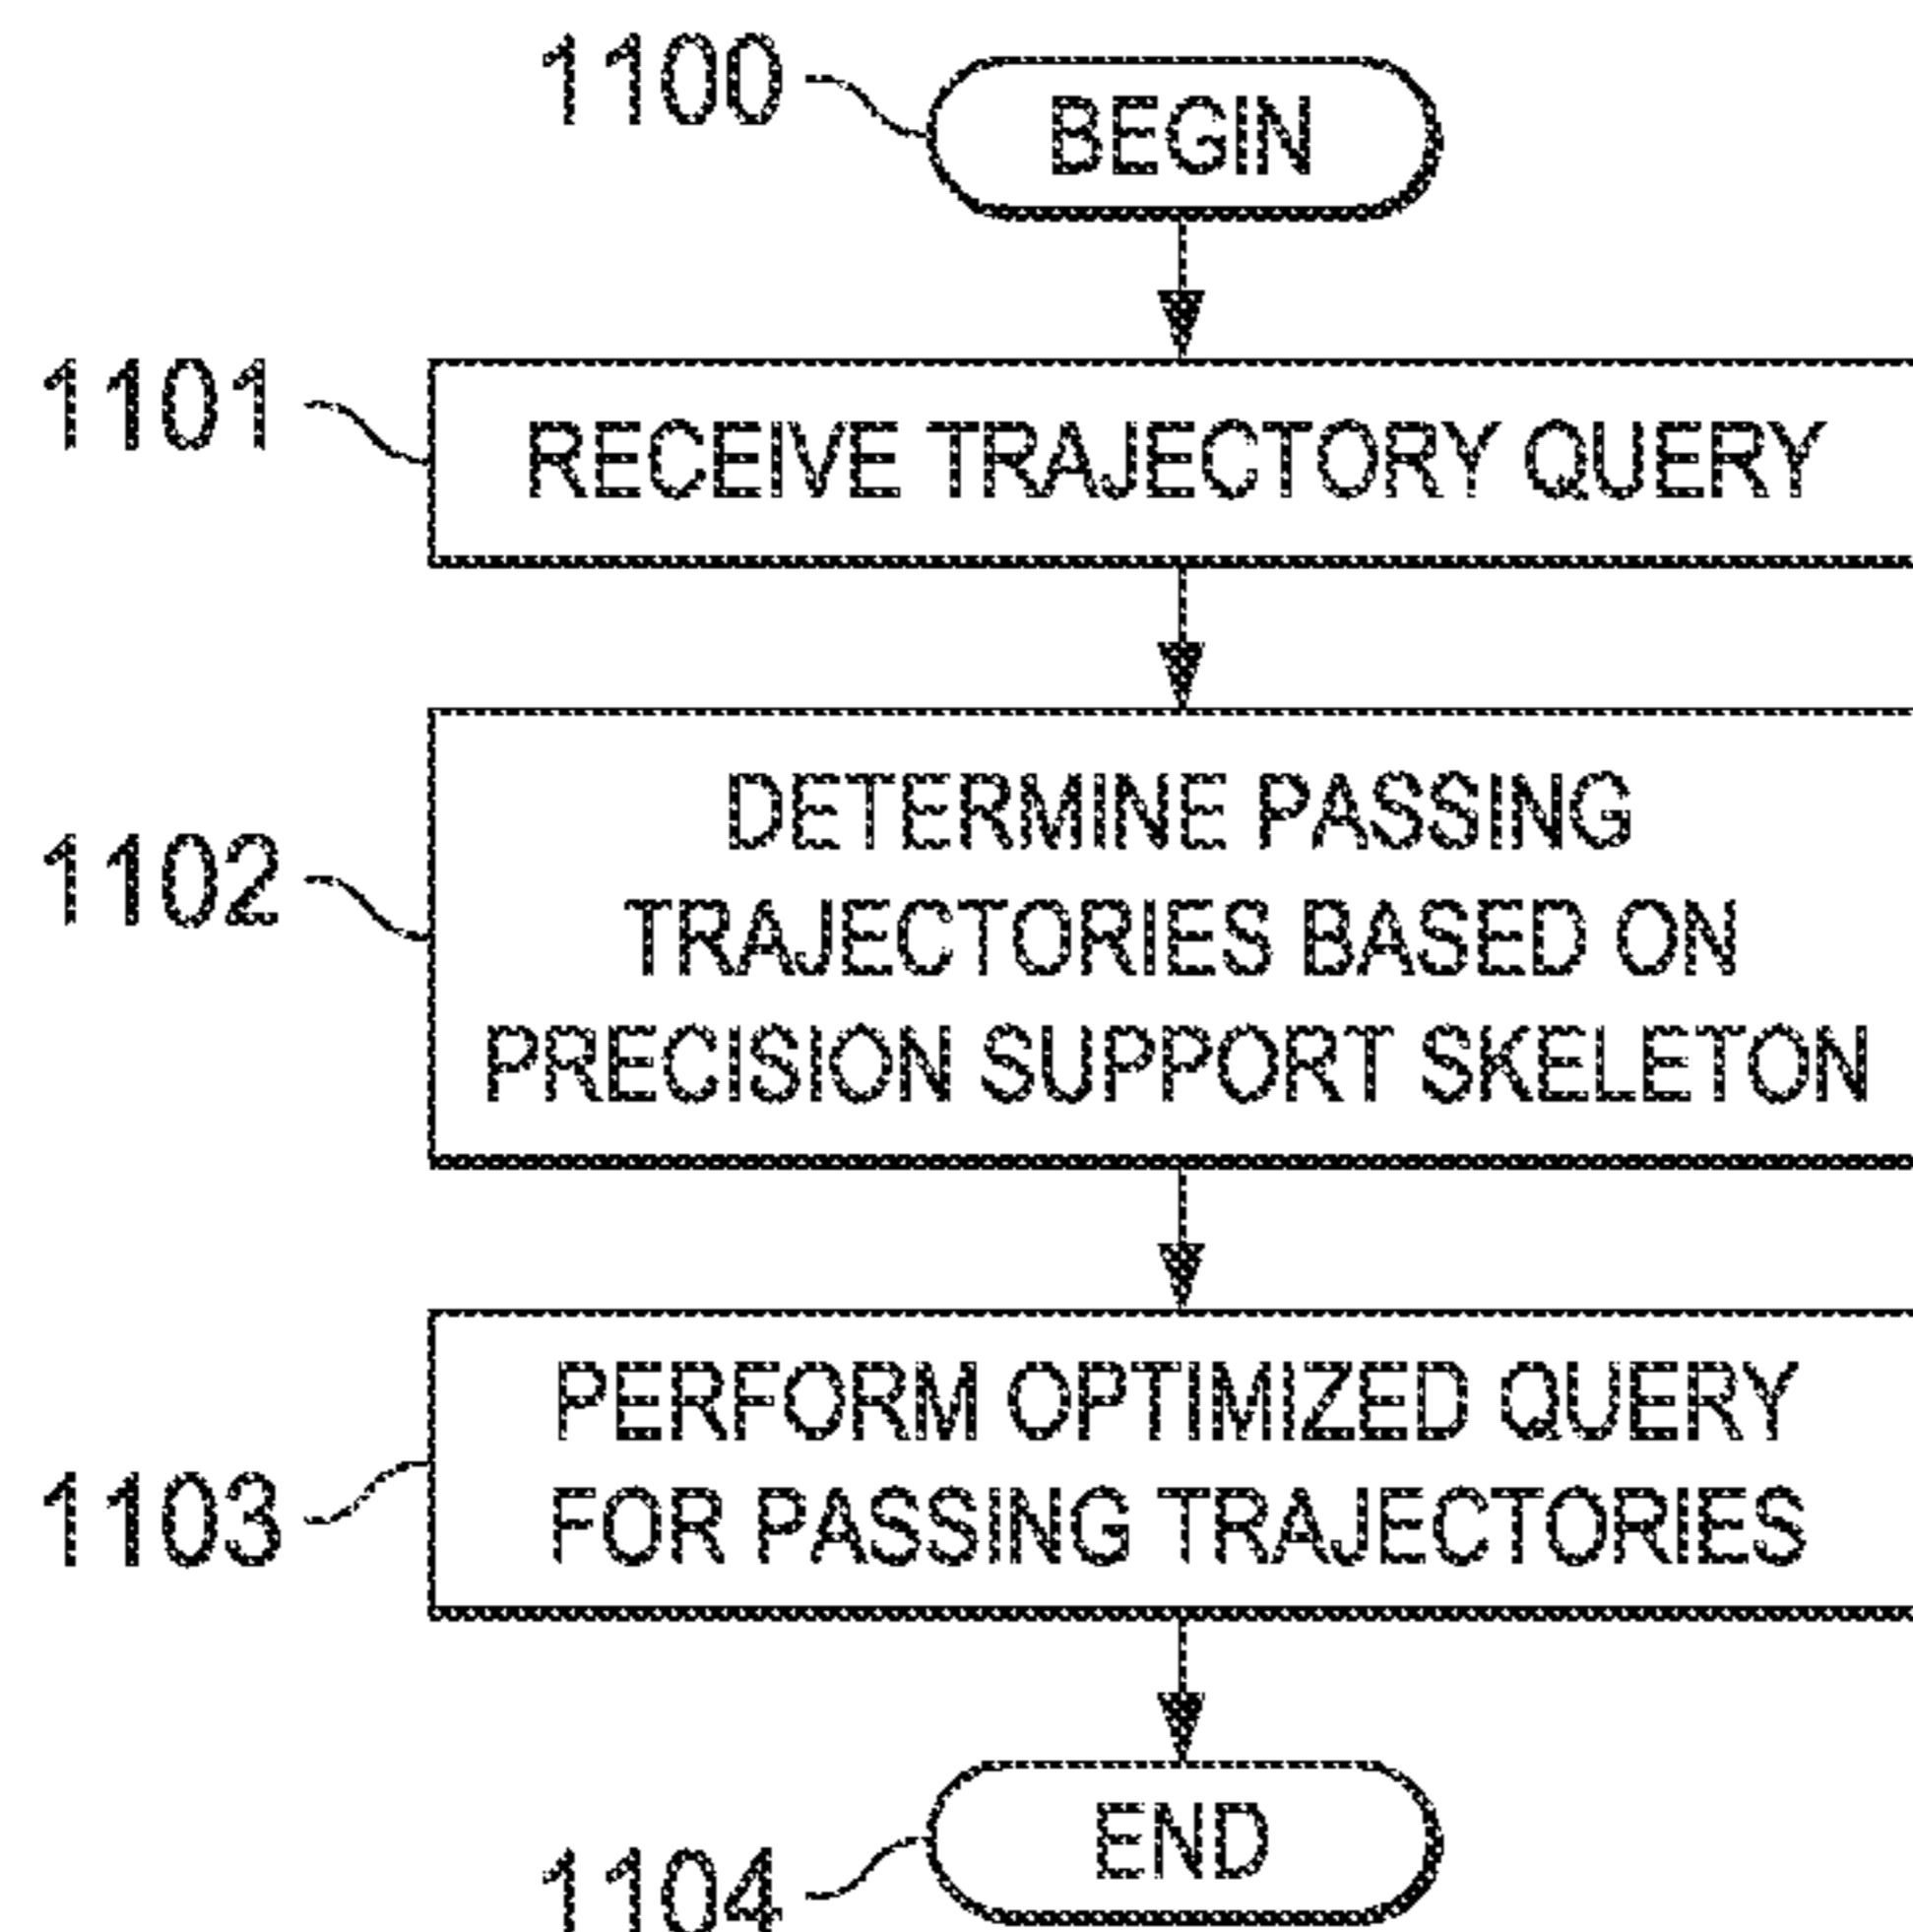 1100
BEGIN
1101
RECEIVE TRAJECTORY QUERY
1102
DETERMINE PASSING
TRAJECTORIES BASED ON
PRECISION SUPPORT SKELETON
1103
PERFORM OPTIMIZED QUERY
FOR PASSING TRAJECTORIES
1104
END